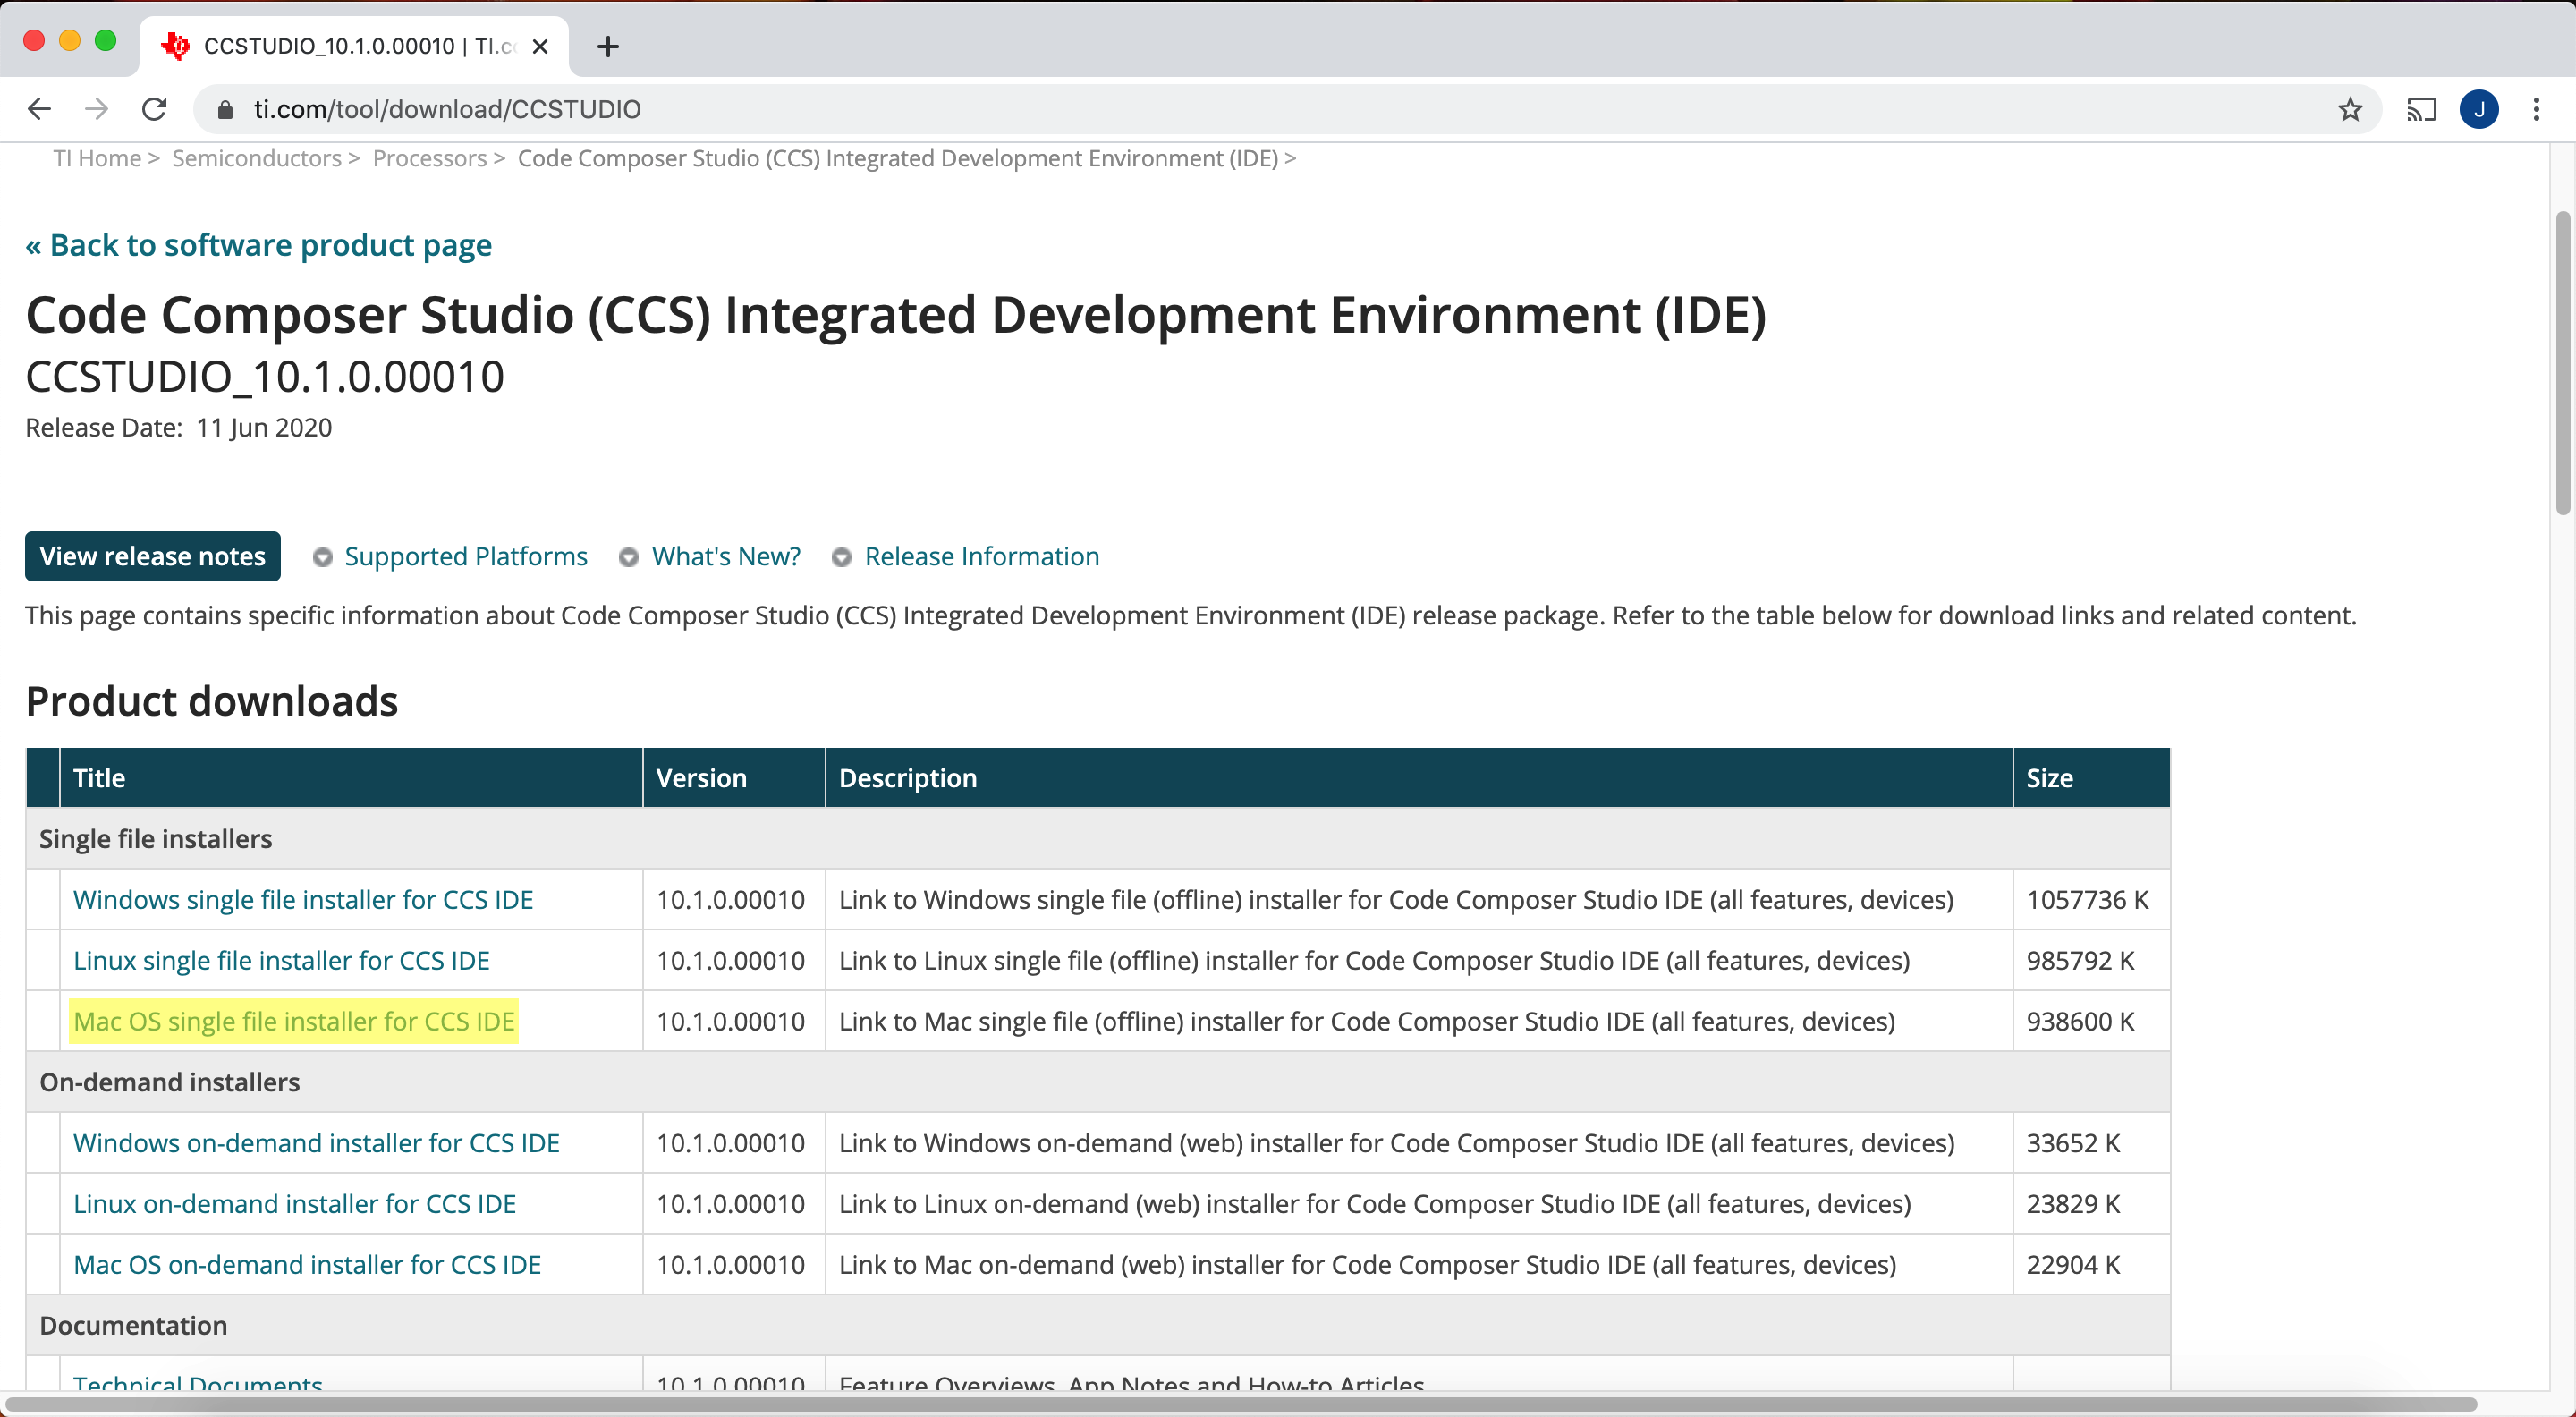 CCSTUDIO_10.1.0.00010 | TI.c
ti.com/tool/download/CCSTUDIO
J
TI Home > Semiconductors > Processors > Code Composer Studio (CCS) Integrated Development Environment (IDE) >
« Back to software product page
Code Composer Studio (CCS) Integrated Development Environment (IDE)
CCSTUDIO_10.1.0.00010
Release Date: 11 Jun 2020
View release notes Supported Platforms What's New? Release Information
This page contains specific information about Code Composer Studio (CCS) Integrated Development Environment (IDE) release package. Refer to the table below for download links and related content.
Product downloads
Title Version Description Size
Single file installers
Windows single file installer for CCS IDE 10.1.0.00010 Link to Windows single file (offline) installer for Code Composer Studio IDE (all features, devices) 1057736 K
Linux single file installer for CCS IDE 10.1.0.00010 Link to Linux single file (offline) installer for Code Composer Studio IDE (all features, devices) 985792 K
Mac OS single file installer for CCS IDE 10.1.0.00010 Link to Mac single file (offline) installer for Code Composer Studio IDE (all features, devices) 938600 K
On-demand installers
Windows on-demand installer for CCS IDE 10.1.0.00010 Link to Windows on-demand (web) installer for Code Composer Studio IDE (all features, devices) 33652 K
Linux on-demand installer for CCS IDE 10.1.0.00010 Link to Linux on-demand (web) installer for Code Composer Studio IDE (all features, devices) 23829 K
Mac OS on-demand installer for CCS IDE 10.1.0.00010 Link to Mac on-demand (web) installer for Code Composer Studio IDE (all features, devices) 22904 K
Documentation
Technical Documents 10.1.0.00010 Feature Overviews, App Notes and How-to Articles